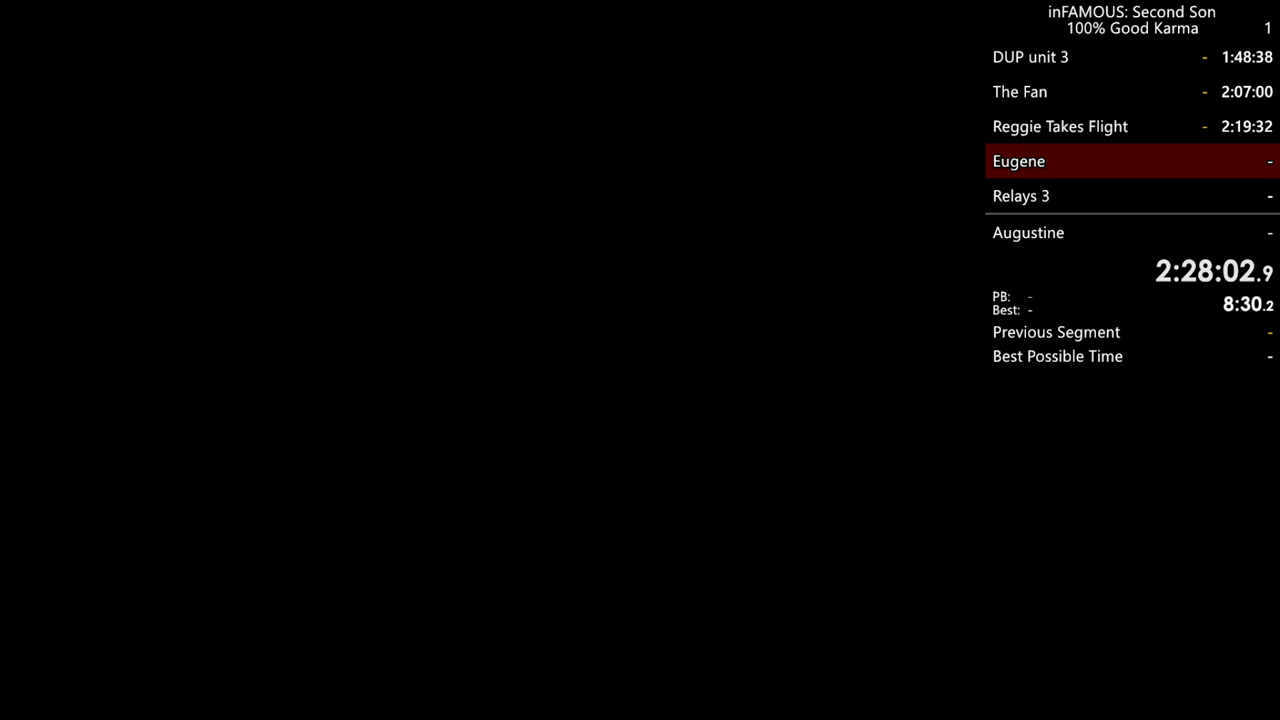 inFAMOUS: Second Son
100% Good Karma 1
DUP unit 3 - 1:48:38
The Fan - 2:07:00
Reggie Takes Flight - 2:19:32
Eugene -
Relays 3 -
Augustine -
2:28:02.9
PB: - 8:30.2
Best: -
Previous Segment -
Best Possible Time -